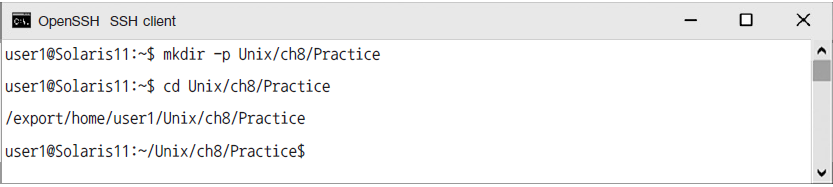 OpenSSH SSH client
user1@Solaris11:~$ mkdir -p Unix/ch8/Practice
user1@Solaris11:~$ cd Unix/ch8/Practice
/export/home/user1/Unix/ch8/Practice
user1@Solaris11:~/Unix/ch8/Practice$